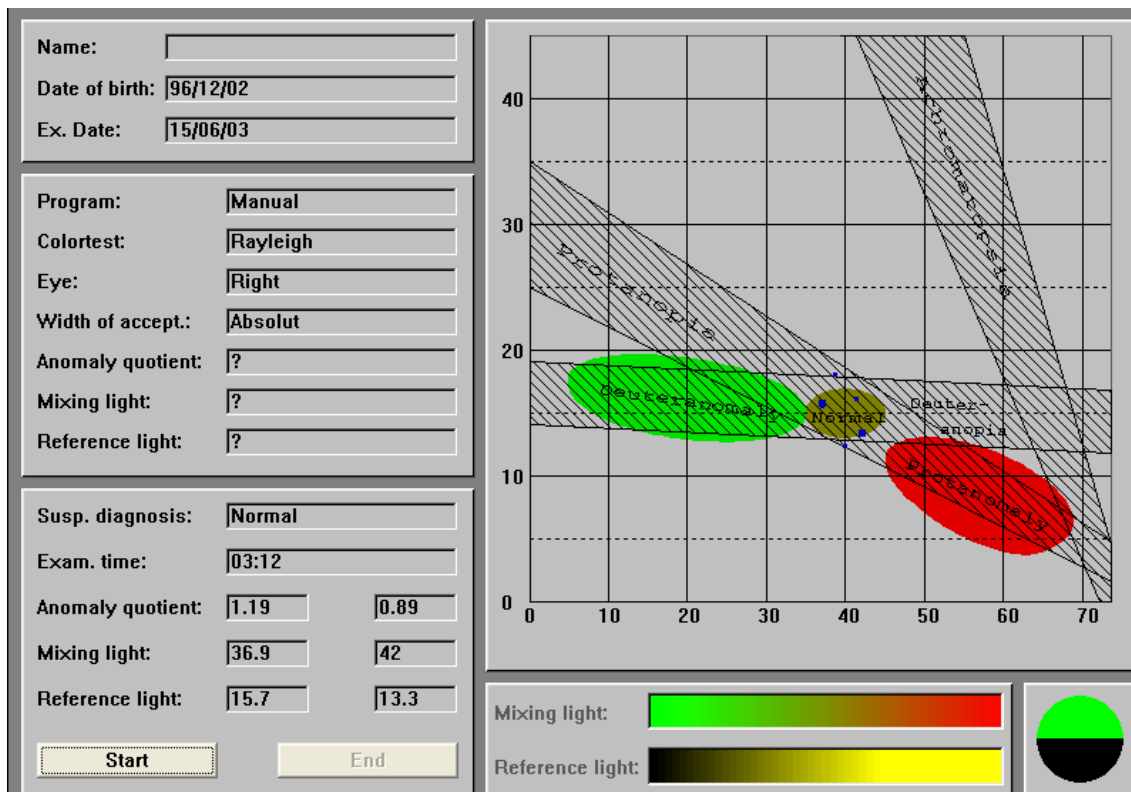 Name:
Date of birth: 96/12/02
Ex. Date: 15/06/03
Program: Manual
Colortest: Rayleigh
Eye: Right
Width of accept.: Absolut
Anomaly quotient: ?
Mixing light: ?
Reference light: ?
Susp. diagnosis: Normal
Exam. time: 03:12
Anomaly quotient: 1.19 0.89
Mixing light: 36.9 42
Reference light: 15.7 13.3
Start End
40
30
20
10
0
0 10 20 30 40 50 60 70
Achromatopsia
Protanopia
Deuteranomaly
Normal
Deuter-
anopia
Protanomaly
Mixing light:
Reference light: